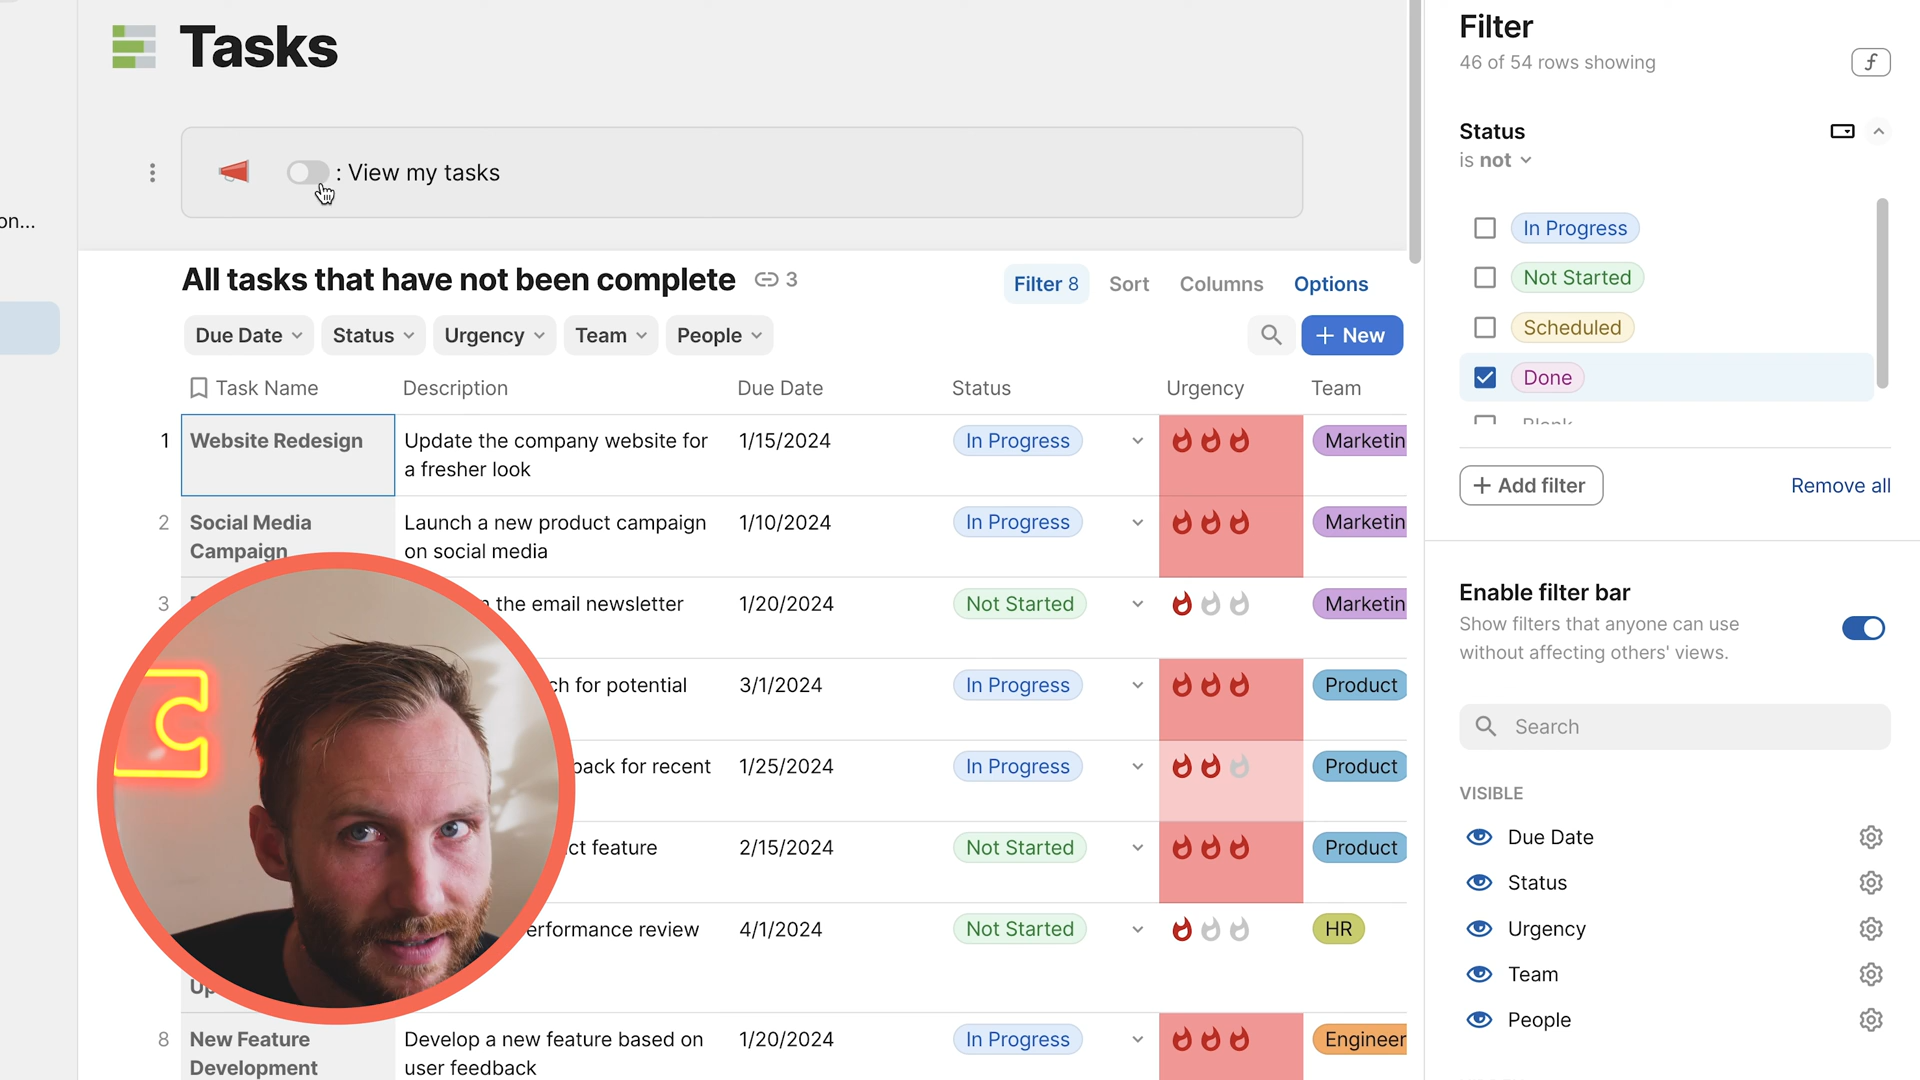 Tasks
: View my tasks
on...
All tasks that have not been complete 3
Filter 8 Sort Columns Options
Due Date Status Urgency Team People
+ New
Task Name Description Due Date Status Urgency Team
1 Website Redesign Update the company website for a fresher look 1/15/2024 In Progress Marketin
2 Social Media Campaign Launch a new product campaign on social media 1/10/2024 In Progress Marketin
3 the email newsletter 1/20/2024 Not Started Marketin
ch for potential 3/1/2024 In Progress Product
back for recent 1/25/2024 In Progress Product
ct feature 2/15/2024 Not Started Product
erformance review 4/1/2024 Not Started HR
Up
8 New Feature Development Develop a new feature based on user feedback 1/20/2024 In Progress Engineer
Filter
46 of 54 rows showing
Status
is not
In Progress
Not Started
Scheduled
Done
Blank
+ Add filter Remove all
Enable filter bar
Show filters that anyone can use
without affecting others' views.
Search
VISIBLE
Due Date
Status
Urgency
Team
People